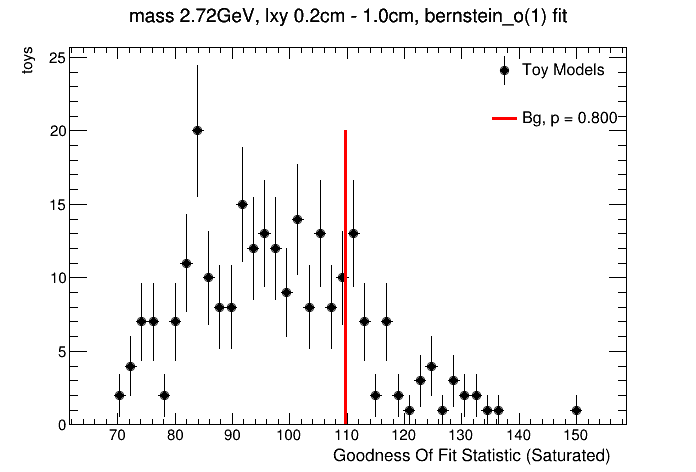 mass 2.72GeV, lxy 0.2cm - 1.0cm, bernstein_o(1) fit
toys
25
20
15
10
5
0
Toy Models
Bg, p = 0.800
70 80 90 100 110 120 130 140 150
Goodness Of Fit Statistic (Saturated)